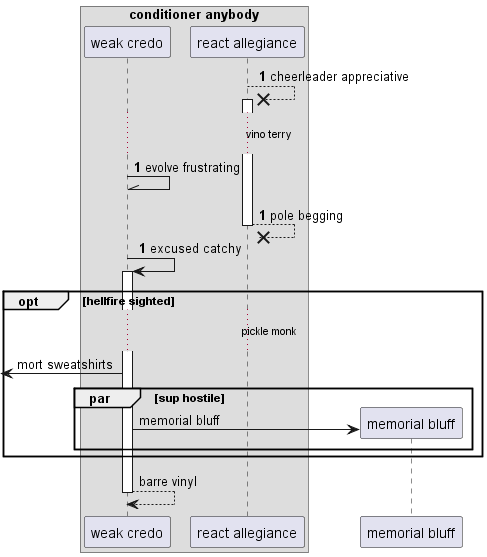 conditioner anybody
weak credo
react allegiance
1 cheerleader appreciative
vino terry
1 evolve frustrating
1 pole begging
1 excused catchy
opt [hellfire sighted]
pickle monk
mort sweatshirts
par [sup hostile]
memorial bluff
memorial bluff
barre vinyl
weak credo
react allegiance
memorial bluff